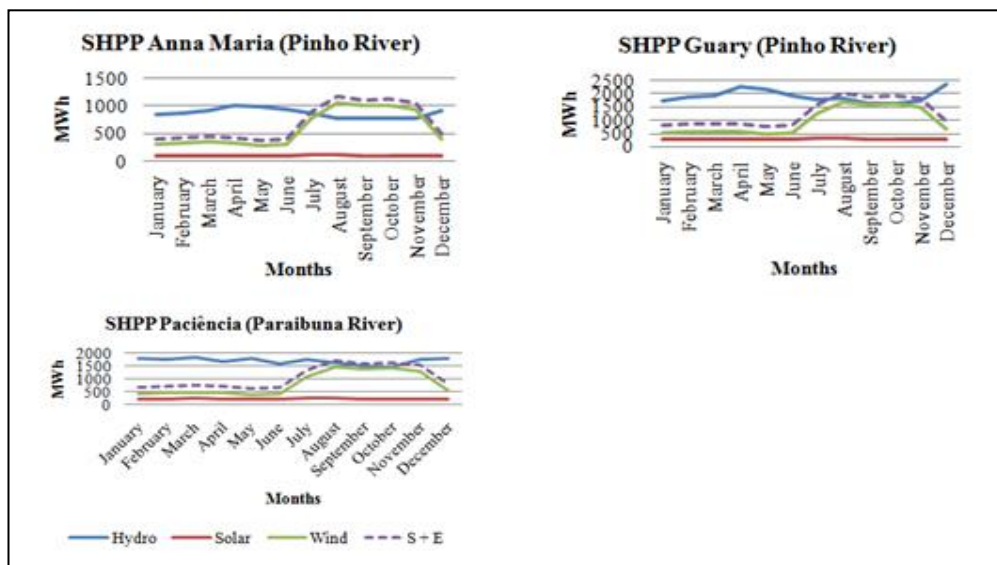 SHPP Anna Maria (Pinho River)
1500
1000
500
0
MWh
January
February
March
April
May
June
July
August
September
October
November
December
Months
SHPP Guary (Pinho River)
2500
2000
1500
1000
500
0
MWh
January
February
March
April
May
June
July
August
September
October
November
December
Months
SHPP Paciência (Paraibuna River)
2000
1500
1000
500
0
MWh
January
February
March
April
May
June
July
August
September
October
November
December
Months
Hydro Solar Wind S + E